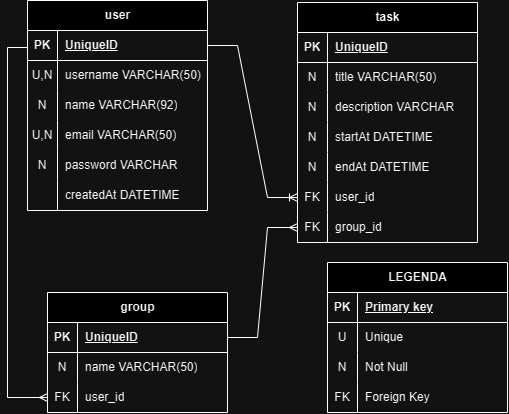 user
PK UniqueID
U,N username VARCHAR(50)
N name VARCHAR(92)
U,N email VARCHAR(50)
N password VARCHAR
createdAt DATETIME
task
PK UniqueID
N title VARCHAR(50)
N description VARCHAR
N startAt DATETIME
N endAt DATETIME
FK user_id
FK group_id
group
PK UniqueID
N name VARCHAR(50)
FK user_id
LEGENDA
PK Primary key
U Unique
N Not Null
FK Foreign Key